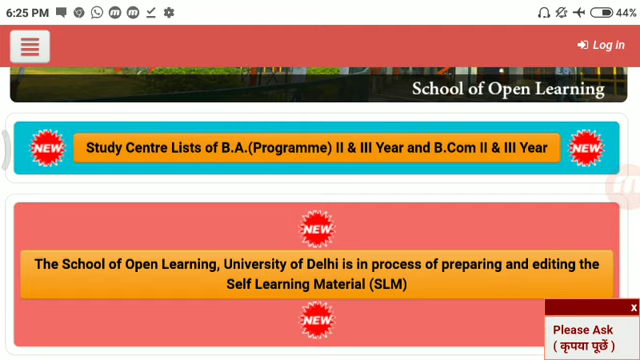 6:25 PM
44%
Log in
School of Open Learning
NEW
Study Centre Lists of B.A.(Programme) II & III Year and B.Com II & III Year
NEW
NEW
The School of Open Learning, University of Delhi is in process of preparing and editing the
Self Learning Material (SLM)
NEW
x
Please Ask
( कृपया पूछें )